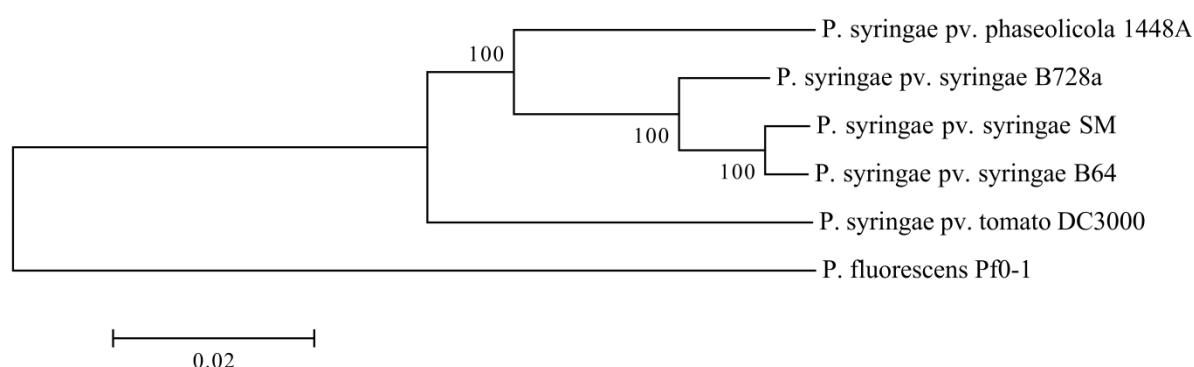 P. syringae pv. phaseolicola 1448A
100
P. syringae pv. syringae B728a
P. syringae pv. syringae SM
100
P. syringae pv. syringae B64
100
P. syringae pv. tomato DC3000
P. fluorescens Pf0-1
0.02